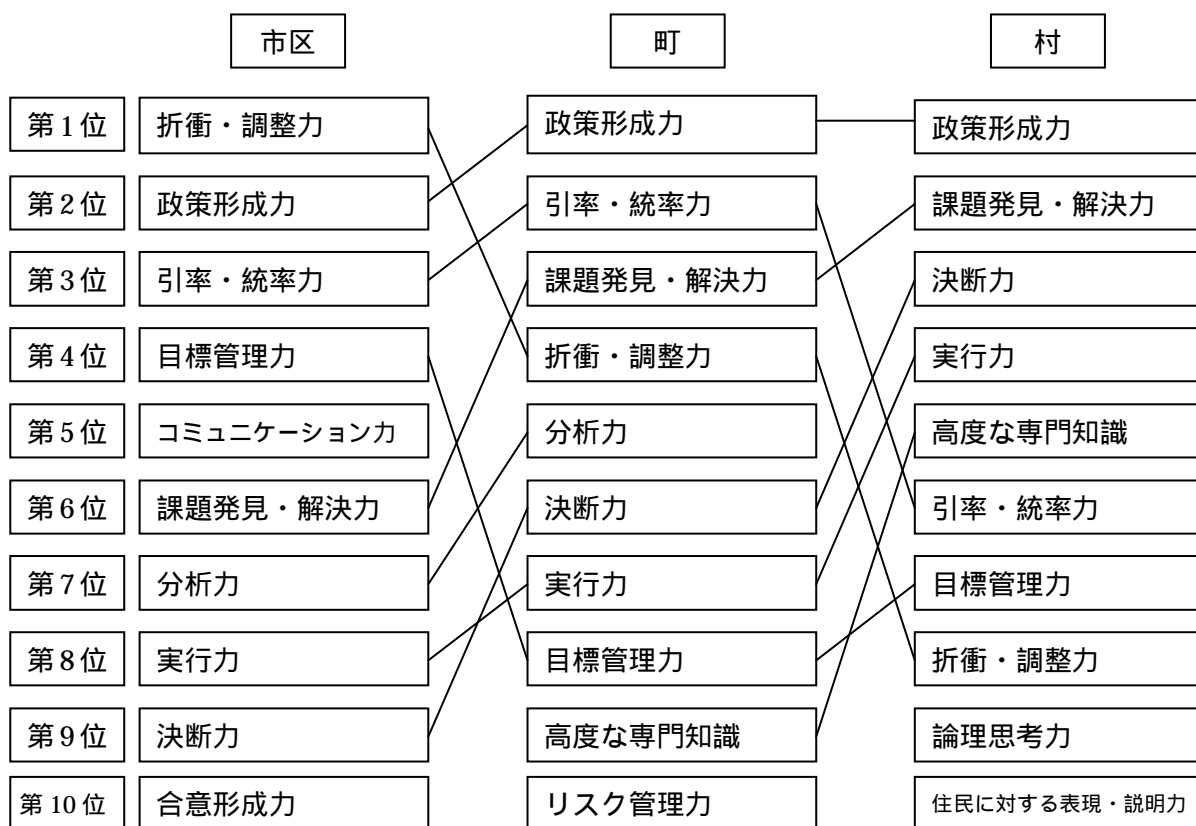 市区 町 村
第1位 折衝・調整力 政策形成力 政策形成力
第2位 政策形成力 引率・統率力 課題発見・解決力
第3位 引率・統率力 課題発見・解決力 決断力
第4位 目標管理力 折衝・調整力 実行力
第5位 コミュニケーション力 分析力 高度な専門知識
第6位 課題発見・解決力 決断力 引率・統率力
第7位 分析力 実行力 目標管理力
第8位 実行力 目標管理力 折衝・調整力
第9位 決断力 高度な専門知識 論理思考力
第10位 合意形成力 リスク管理力 住民に対する表現・説明力